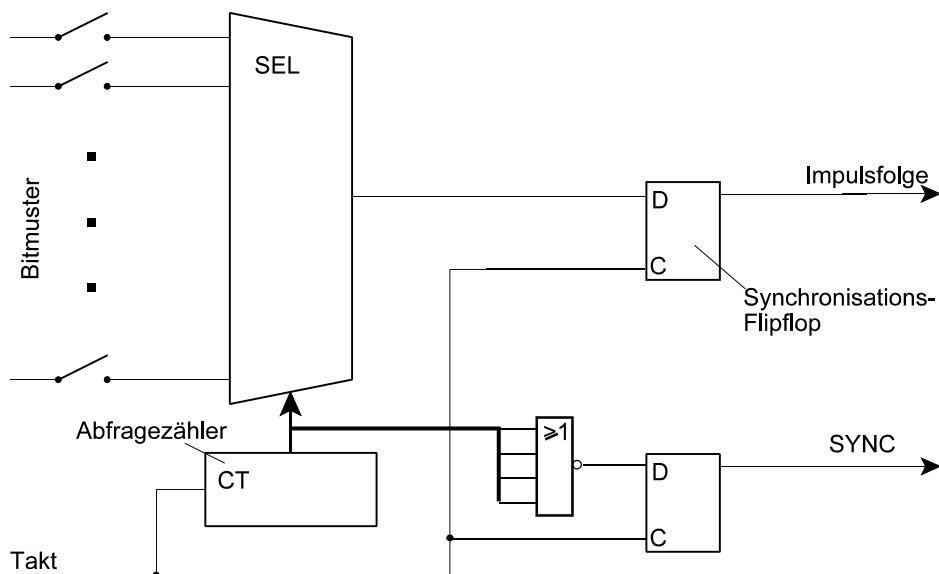 SEL
Bitmuster
Impulsfolge
D
C
Synchronisations-
Flipflop
Abfragezähler
CT
≥1
SYNC
D
C
Takt